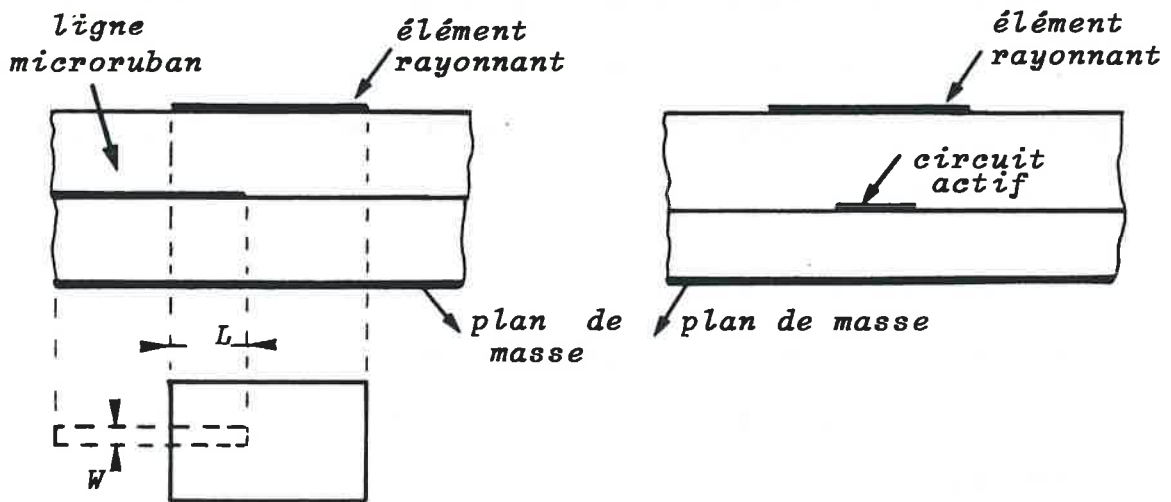 ligne
microruban
élément
rayonnant
élément
rayonnant
circuit
actif
plan de
masse
plan de masse
L
W